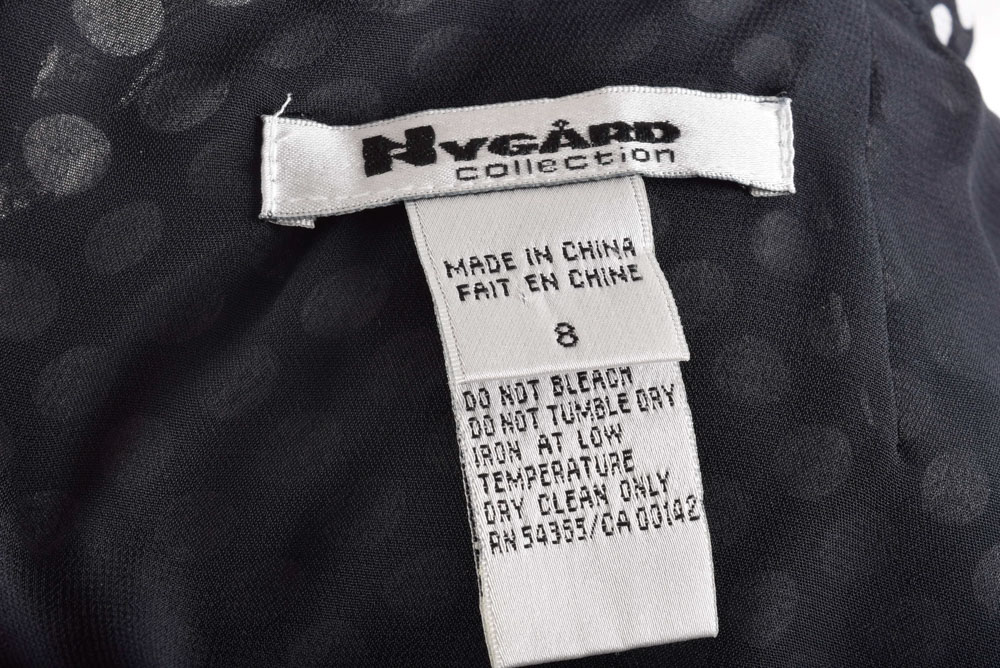 NYGÅRD
collection
MADE IN CHINA
FAIT EN CHINE
8
DO NOT BLEACH
DO NOT TUMBLE DRY
IRON AT LOW
TEMPERATURE
DRY CLEAN ONLY
RN 54365/CA 00142